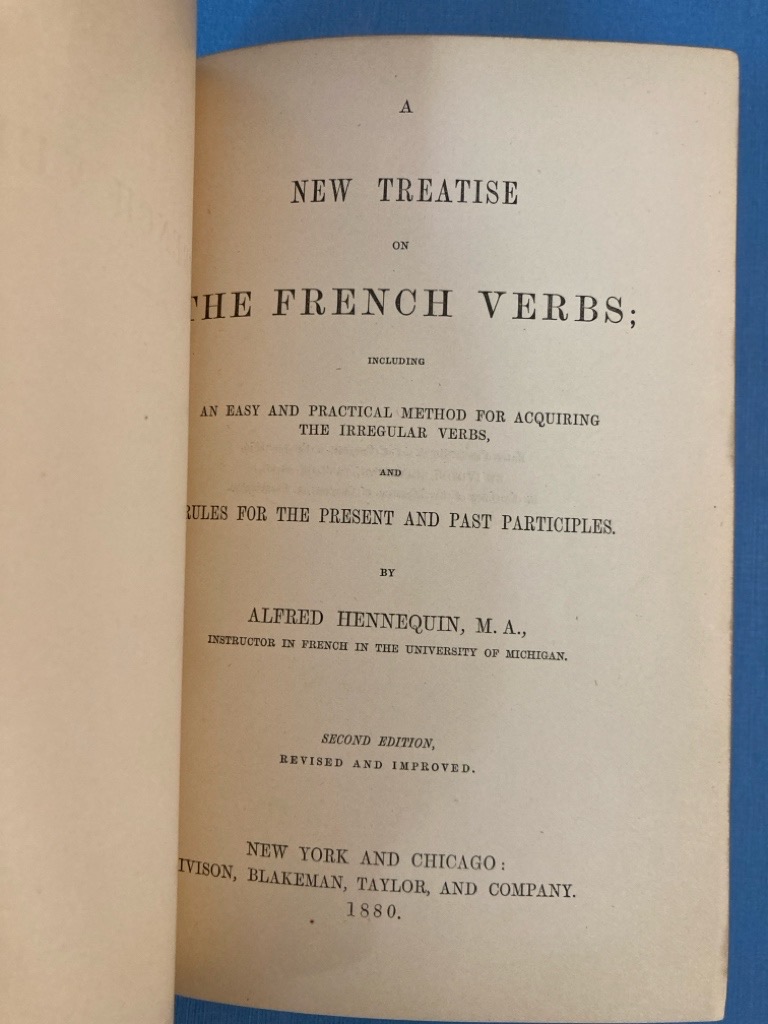 A
NEW TREATISE
ON
THE FRENCH VERBS;
INCLUDING
AN EASY AND PRACTICAL METHOD FOR ACQUIRING
THE IRREGULAR VERBS,
AND
RULES FOR THE PRESENT AND PAST PARTICIPLES.
BY
ALFRED HENNEQUIN, M. A.,
INSTRUCTOR IN FRENCH IN THE UNIVERSITY OF MICHIGAN.
SECOND EDITION,
REVISED AND IMPROVED.
NEW YORK AND CHICAGO:
IVISON, BLAKEMAN, TAYLOR, AND COMPANY.
1880.